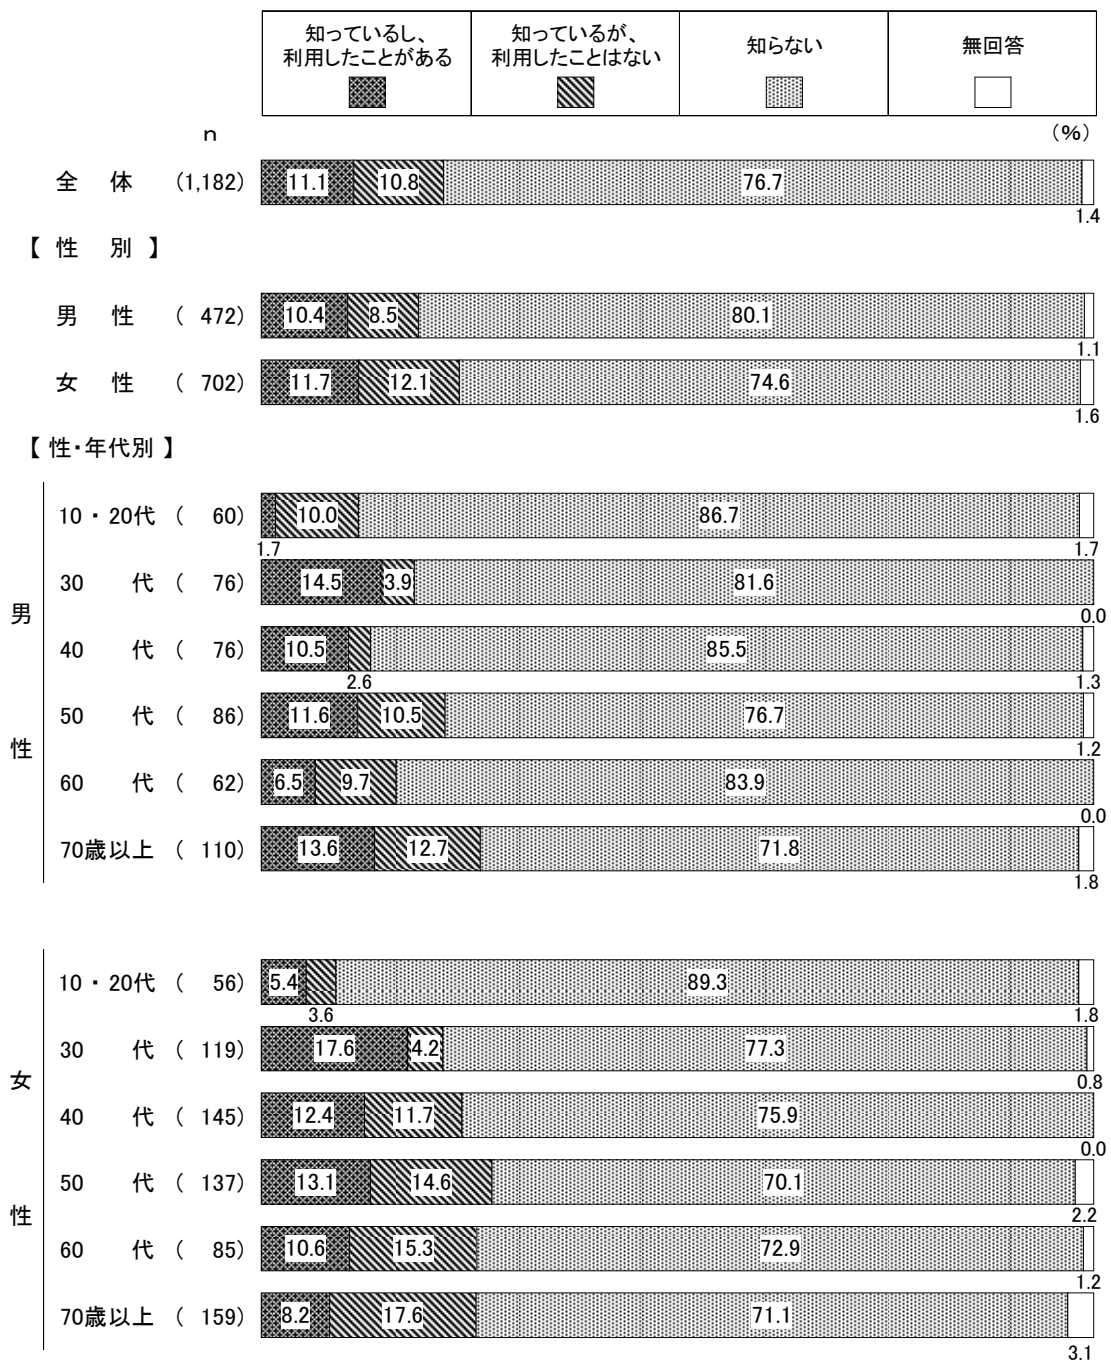 知っているし、
利用したことがある
知っているが、
利用したことはない
知らない
無回答
n
(%)
全 体 (1,182) 11.1 10.8 76.7
1.4
【 性 別 】
男 性 ( 472) 10.4 8.5 80.1
1.1
女 性 ( 702) 11.7 12.1 74.6
1.6
【 性・年代別 】
男性
10・20代 ( 60) 10.0 86.7
1.7 1.7
30 代 ( 76) 14.5 3.9 81.6
0.0
40 代 ( 76) 10.5 85.5
2.6 1.3
50 代 ( 86) 11.6 10.5 76.7
1.2
60 代 ( 62) 6.5 9.7 83.9
0.0
70歳以上 ( 110) 13.6 12.7 71.8
1.8
女性
10・20代 ( 56) 5.4 89.3
3.6 1.8
30 代 ( 119) 17.6 4.2 77.3
0.8
40 代 ( 145) 12.4 11.7 75.9
0.0
50 代 ( 137) 13.1 14.6 70.1
2.2
60 代 ( 85) 10.6 15.3 72.9
1.2
70歳以上 ( 159) 8.2 17.6 71.1
3.1